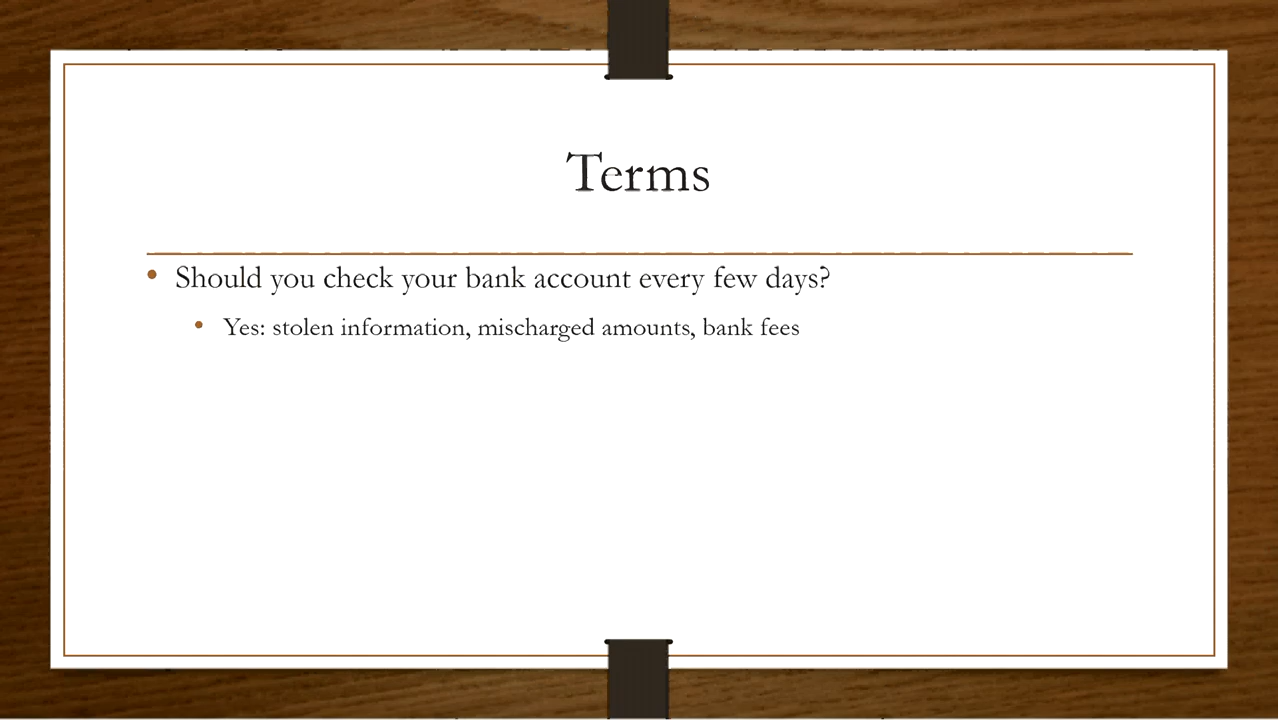 Terms
Should you check your bank account every few days?
Yes: stolen information, mischarged amounts, bank fees